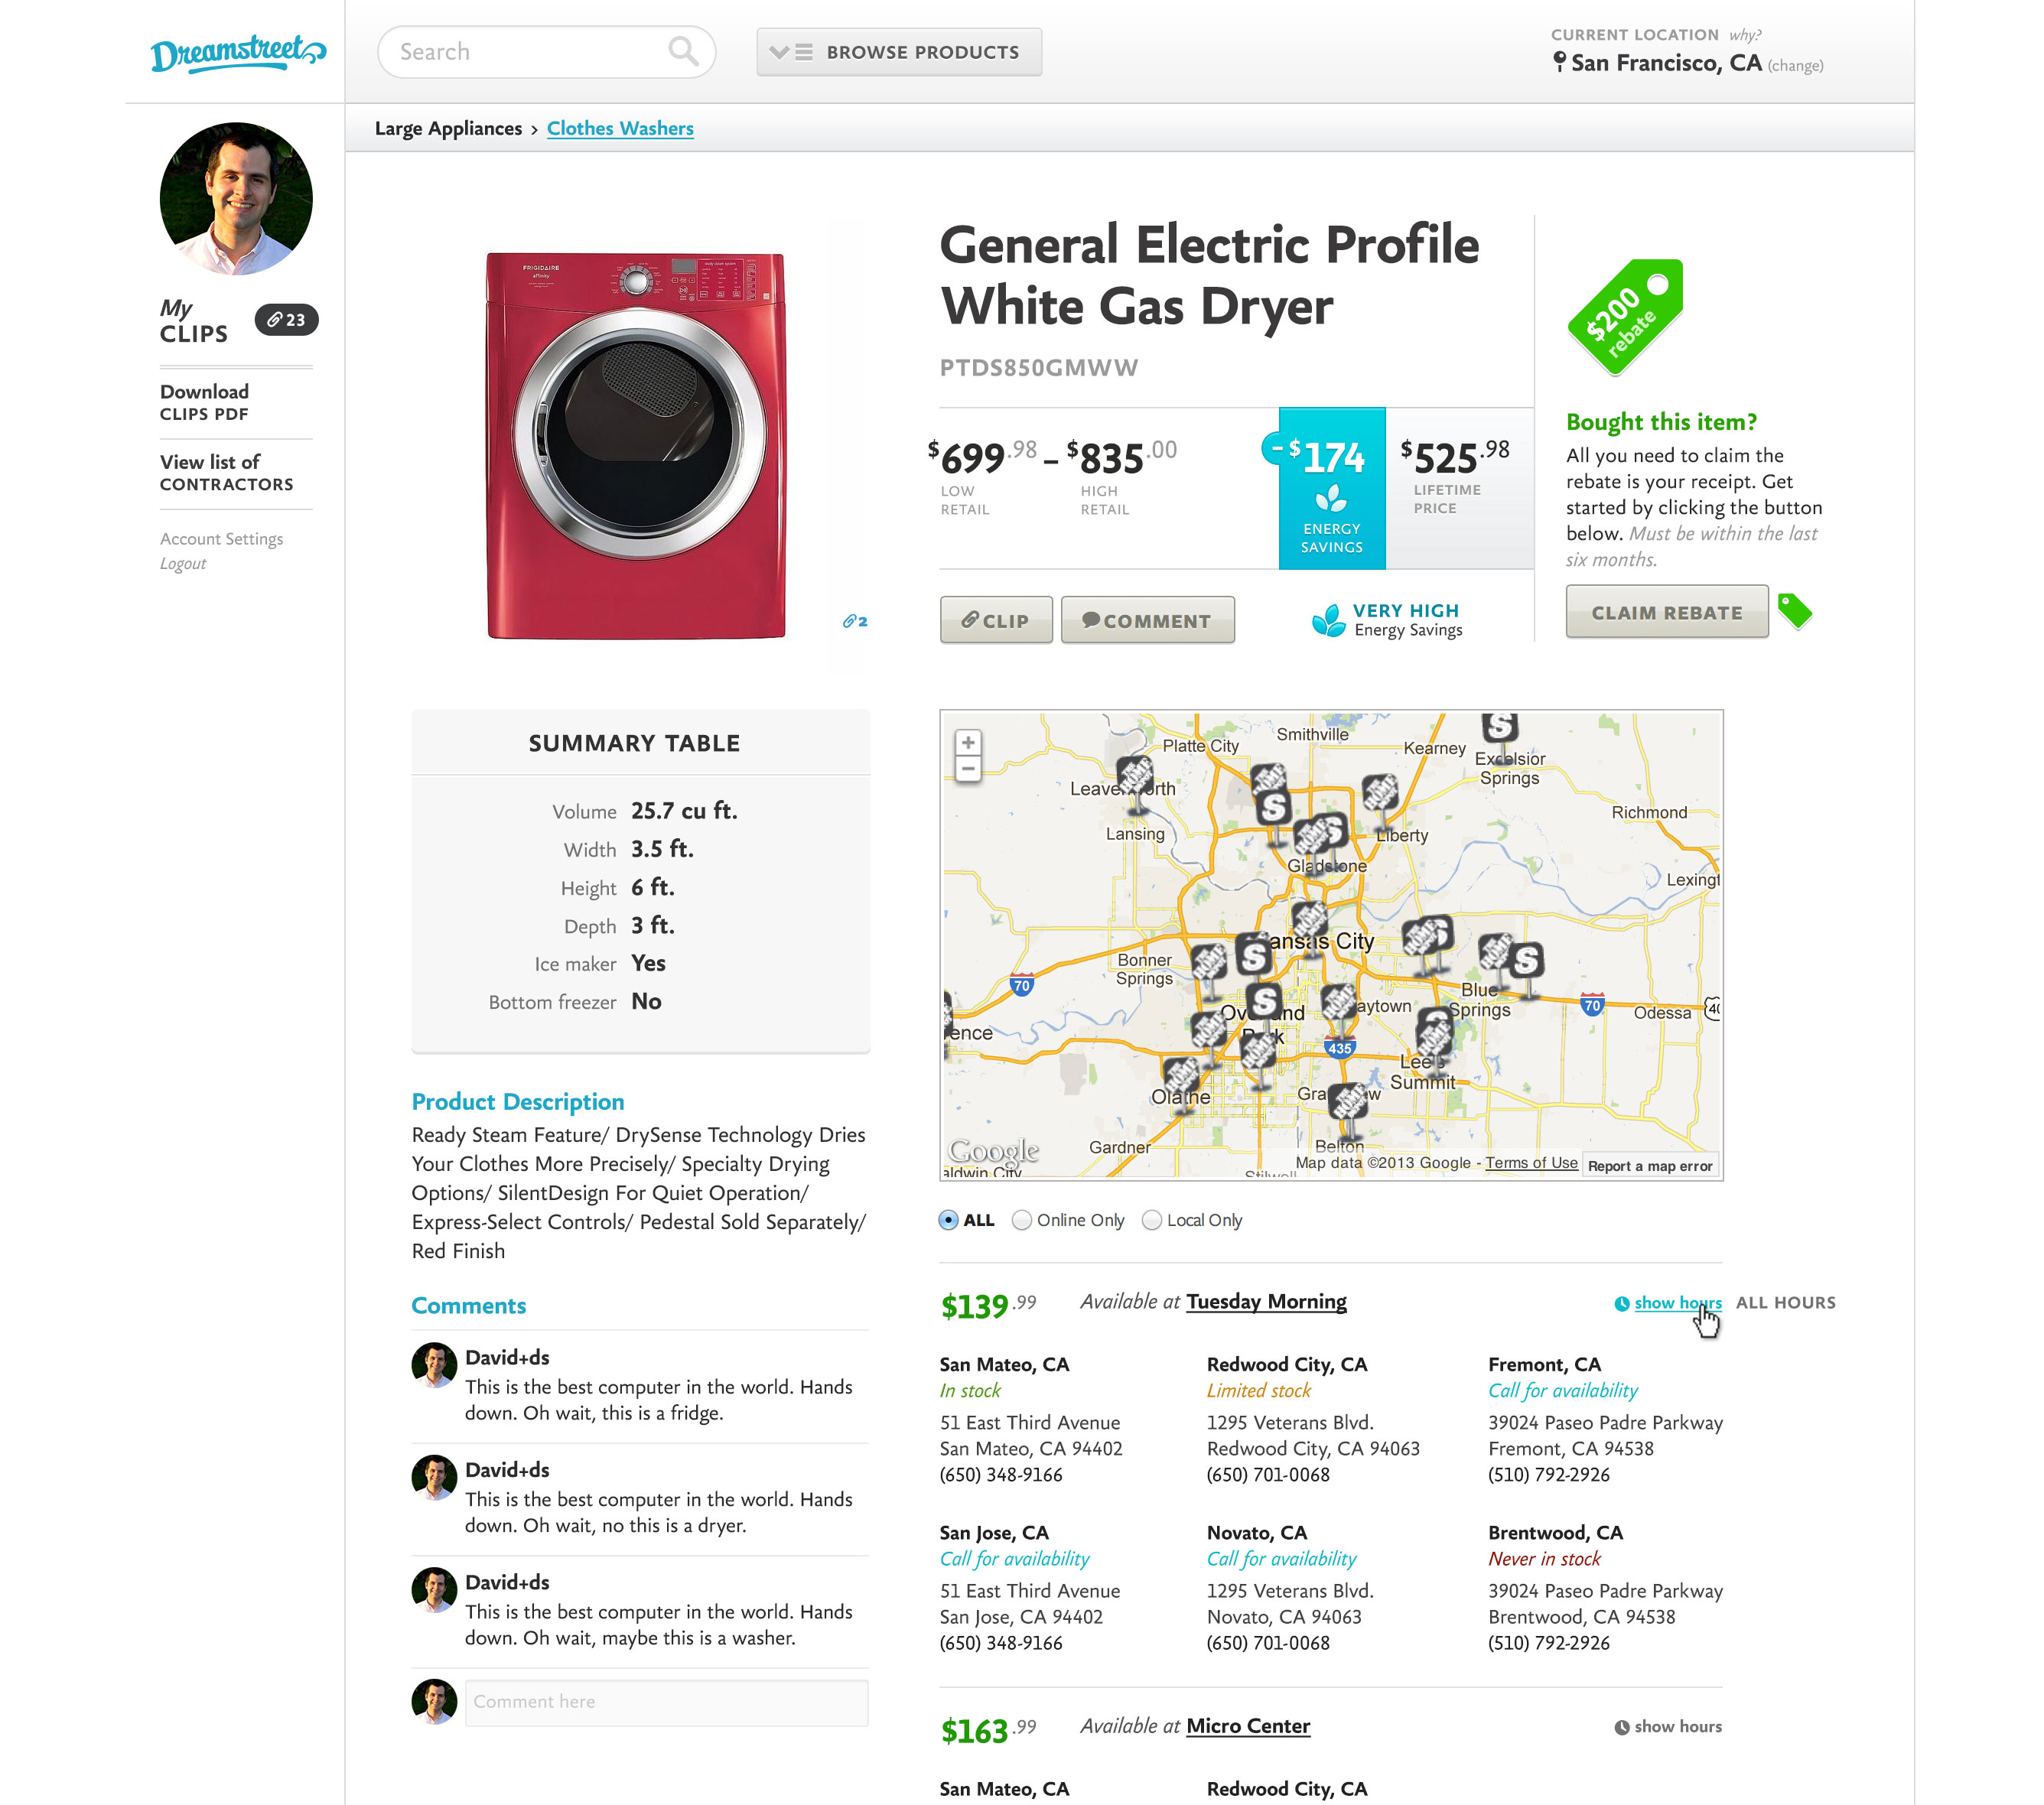 Dreamstreet
Search
BROWSE PRODUCTS
CURRENT LOCATION why?
San Francisco, CA (change)
Large Appliances › Clothes Washers
My
CLIPS
23
Download
CLIPS PDF
View list of
CONTRACTORS
Account Settings
Logout
FRIGIDAIRE
affinity
2
General Electric Profile
White Gas Dryer
PTDS850GMWW
$699.98 – $835.00
LOW
RETAIL
HIGH
RETAIL
– $174
ENERGY
SAVINGS
$525.98
LIFETIME
PRICE
CLIP
COMMENT
VERY HIGH
Energy Savings
$200
rebate
Bought this item?
All you need to claim the
rebate is your receipt. Get
started by clicking the button
below. Must be within the last
six months.
CLAIM REBATE
SUMMARY TABLE
Volume 25.7 cu ft.
Width 3.5 ft.
Height 6 ft.
Depth 3 ft.
Ice maker Yes
Bottom freezer No
Product Description
Ready Steam Feature/ DrySense Technology Dries
Your Clothes More Precisely/ Specialty Drying
Options/ SilentDesign For Quiet Operation/
Express-Select Controls/ Pedestal Sold Separately/
Red Finish
Comments
David+ds
This is the best computer in the world. Hands
down. Oh wait, this is a fridge.
David+ds
This is the best computer in the world. Hands
down. Oh wait, no this is a dryer.
David+ds
This is the best computer in the world. Hands
down. Oh wait, maybe this is a washer.
Comment here
Smithville
Platte City
Kearney
Excelsior
Springs
Leavenworth
Richmond
Lansing
Liberty
Gladstone
Lexingt
ansas City
Bonner
Springs
70
Blue
Springs
70
Odessa
40
Overland
Park
aytown
ence
435
Lee's
Summit
Olathe
Grandview
Gardner
Belton
Stilwell
aldwin City
Google
Map data ©2013 Google - Terms of Use
Report a map error
ALL
Online Only
Local Only
$139.99
Available at Tuesday Morning
show hours
ALL HOURS
San Mateo, CA
In stock
51 East Third Avenue
San Mateo, CA 94402
(650) 348-9166
Redwood City, CA
Limited stock
1295 Veterans Blvd.
Redwood City, CA 94063
(650) 701-0068
Fremont, CA
Call for availability
39024 Paseo Padre Parkway
Fremont, CA 94538
(510) 792-2926
San Jose, CA
Call for availability
51 East Third Avenue
San Jose, CA 94402
(650) 348-9166
Novato, CA
Call for availability
1295 Veterans Blvd.
Novato, CA 94063
(650) 701-0068
Brentwood, CA
Never in stock
39024 Paseo Padre Parkway
Brentwood, CA 94538
(510) 792-2926
$163.99
Available at Micro Center
show hours
San Mateo, CA
Redwood City, CA